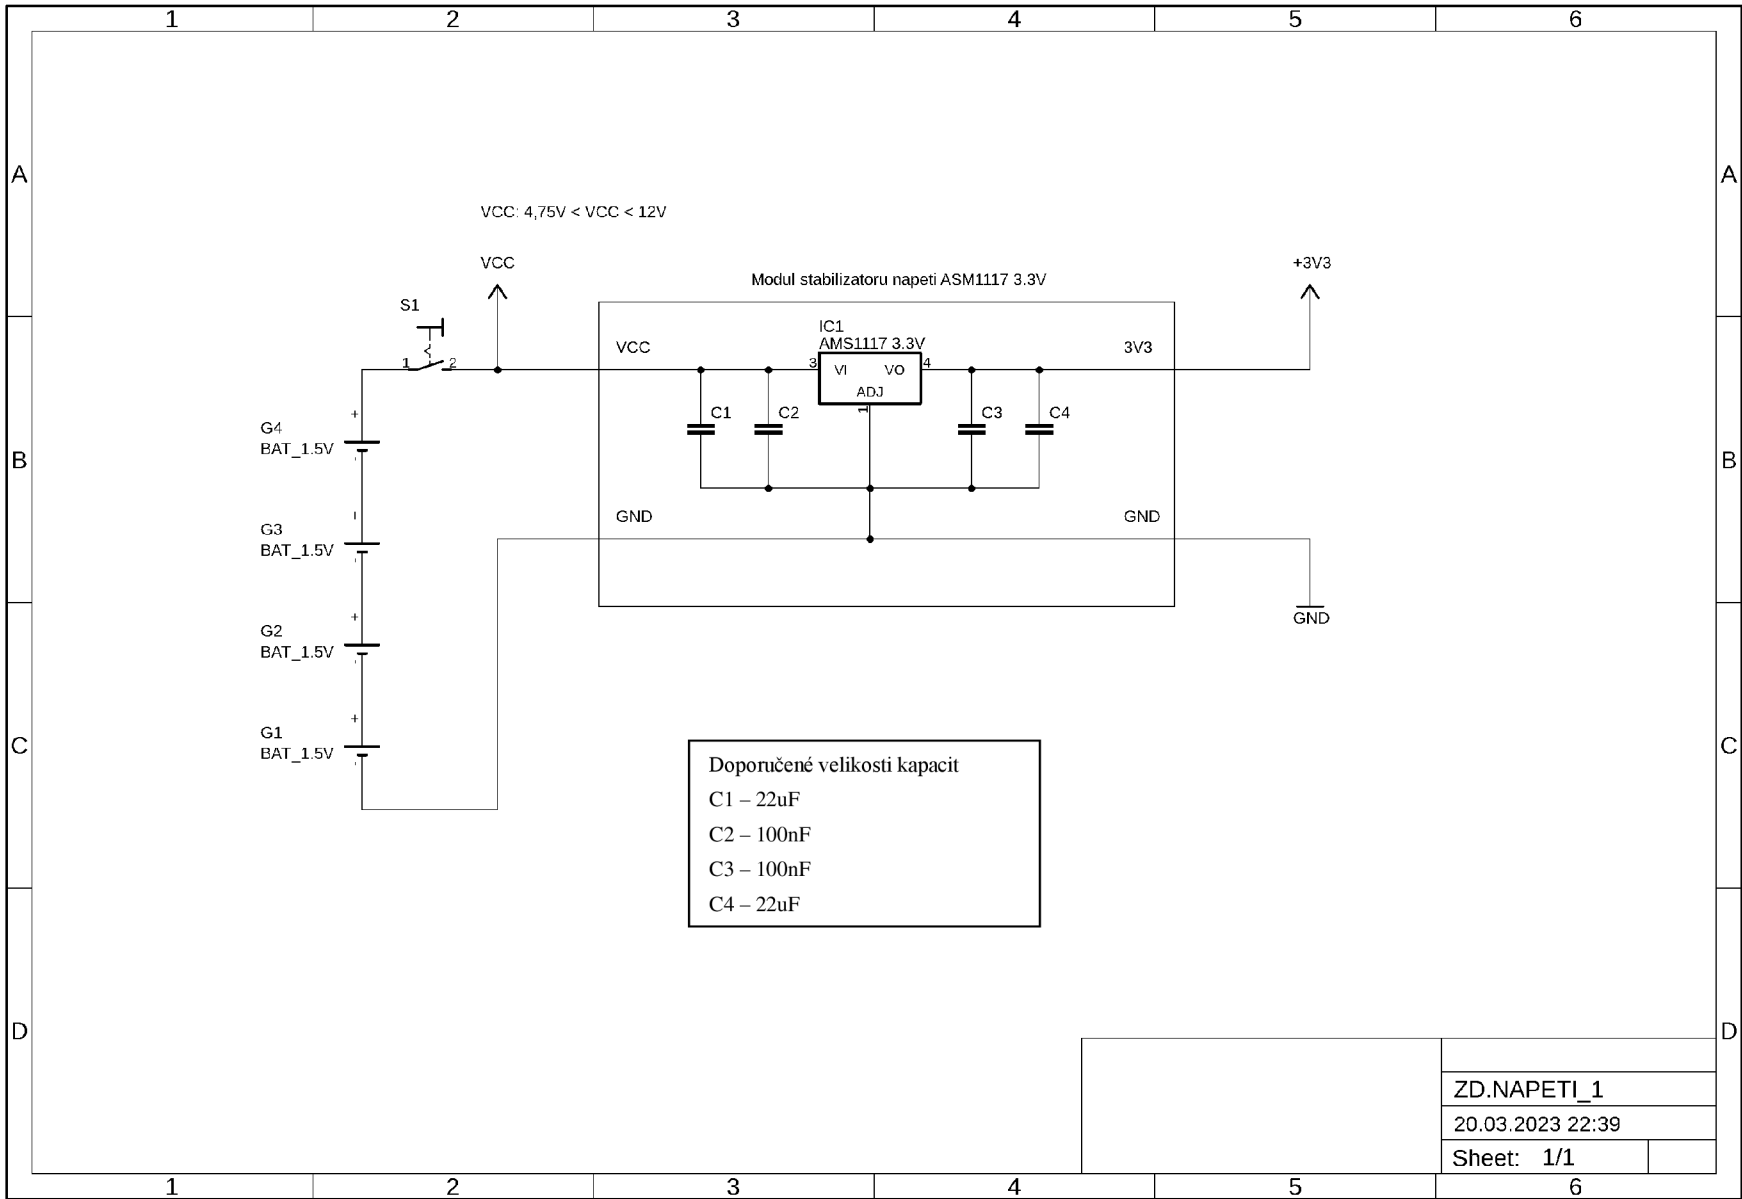 1 2 3 4 5 6
A A
VCC: 4,75V < VCC < 12V
VCC
+3V3
Modul stabilizatoru napeti ASM1117 3.3V
S1
1 2
IC1
AMS1117 3.3V
VCC
3V3
3 VI VO 4
ADJ
1
C1 C2 C3 C4
+
G4
BAT_1.5V
-
B B
GND GND
G3
BAT_1.5V
-
+
G2
BAT_1.5V
-
GND
+
G1
BAT_1.5V
-
C C
Doporučené velikosti kapacit
C1 – 22uF
C2 – 100nF
C3 – 100nF
C4 – 22uF
D D
ZD.NAPETI_1
20.03.2023 22:39
Sheet: 1/1
1 2 3 4 5 6